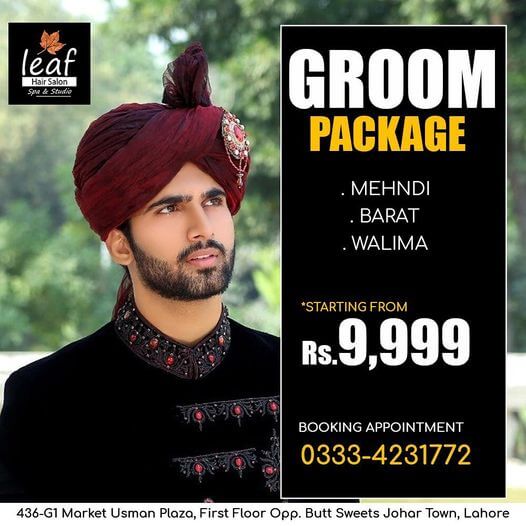 leaf
Hair Salon
Spa & Studio
GROOM
PACKAGE
. MEHNDI
. BARAT
. WALIMA
*STARTING FROM
Rs.9,999
BOOKING APPOINTMENT
0333-4231772
436-G1 Market Usman Plaza, First Floor Opp. Butt Sweets Johar Town, Lahore